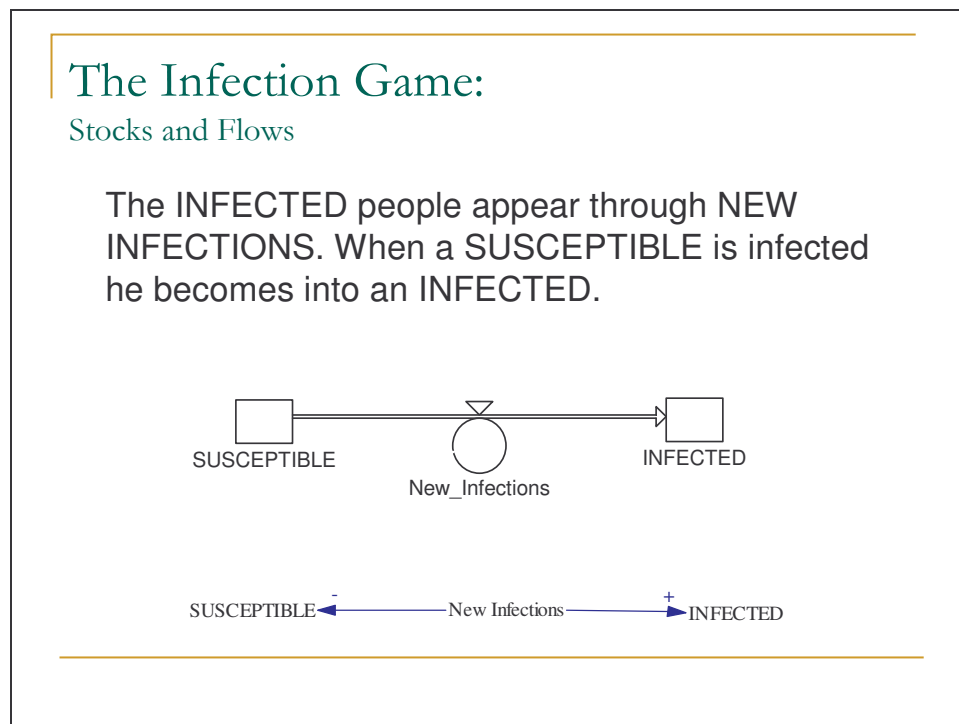 The Infection Game:
Stocks and Flows
The INFECTED people appear through NEW
INFECTIONS. When a SUSCEPTIBLE is infected
he becomes into an INFECTED.
SUSCEPTIBLE
New_Infections
INFECTED
- +
SUSCEPTIBLE New Infections INFECTED